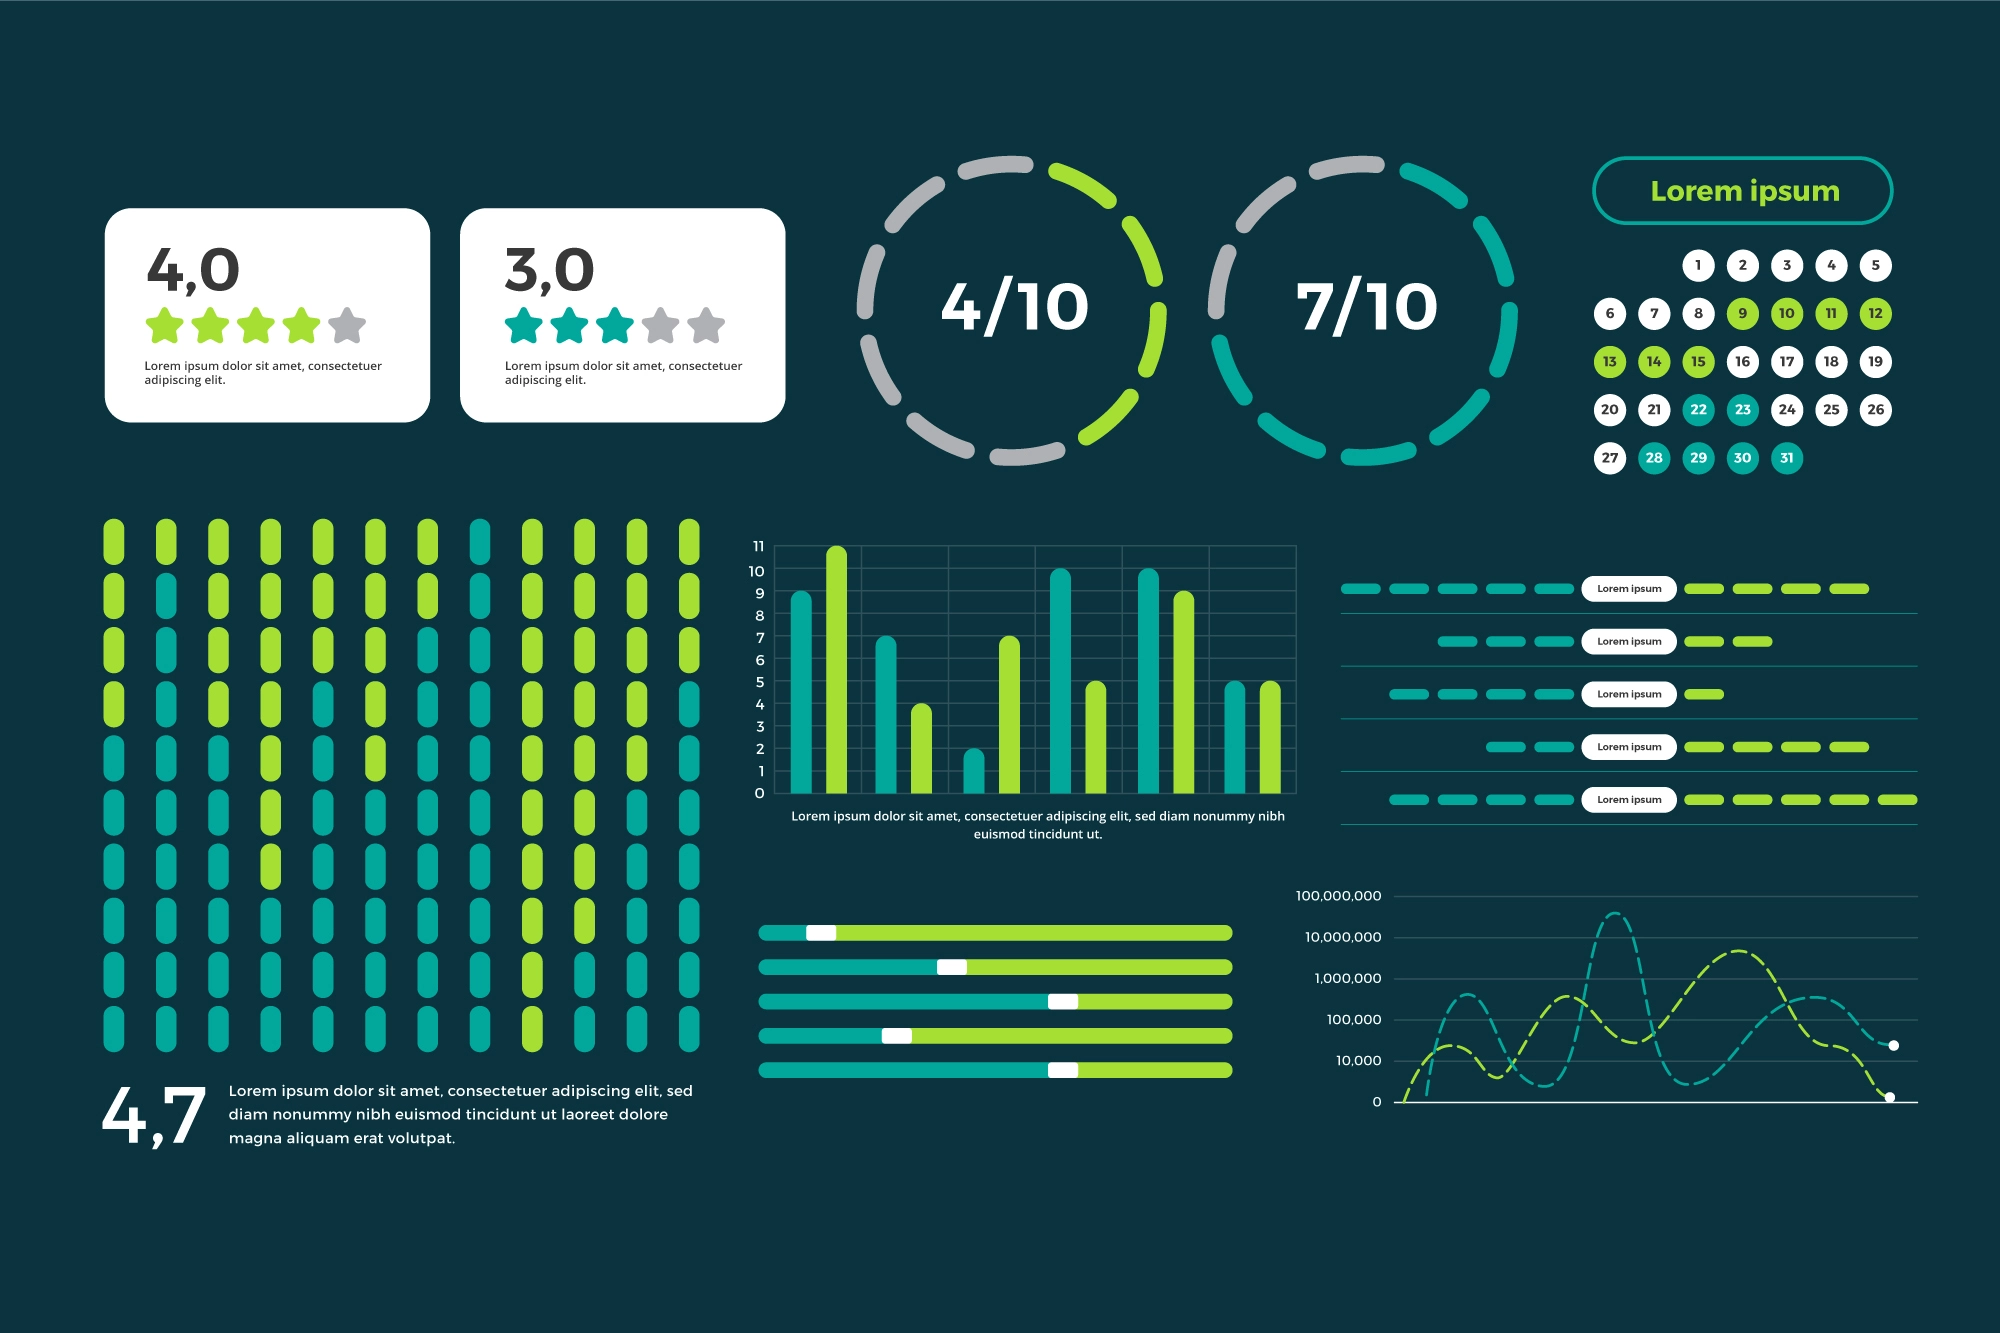 4,0
Lorem ipsum dolor sit amet, consectetuer
adipiscing elit.
3,0
Lorem ipsum dolor sit amet, consectetuer
adipiscing elit.
4/10
7/10
Lorem ipsum
1 2 3 4 5
6 7 8 9 10 11 12
13 14 15 16 17 18 19
20 21 22 23 24 25 26
27 28 29 30 31
4,7
Lorem ipsum dolor sit amet, consectetuer adipiscing elit, sed
diam nonummy nibh euismod tincidunt ut laoreet dolore
magna aliquam erat volutpat.
11
10
9
8
7
6
5
4
3
2
1
0
Lorem ipsum dolor sit amet, consectetuer adipiscing elit, sed diam nonummy nibh
euismod tincidunt ut.
Lorem ipsum
Lorem ipsum
Lorem ipsum
Lorem ipsum
Lorem ipsum
100,000,000
10,000,000
1,000,000
100,000
10,000
0